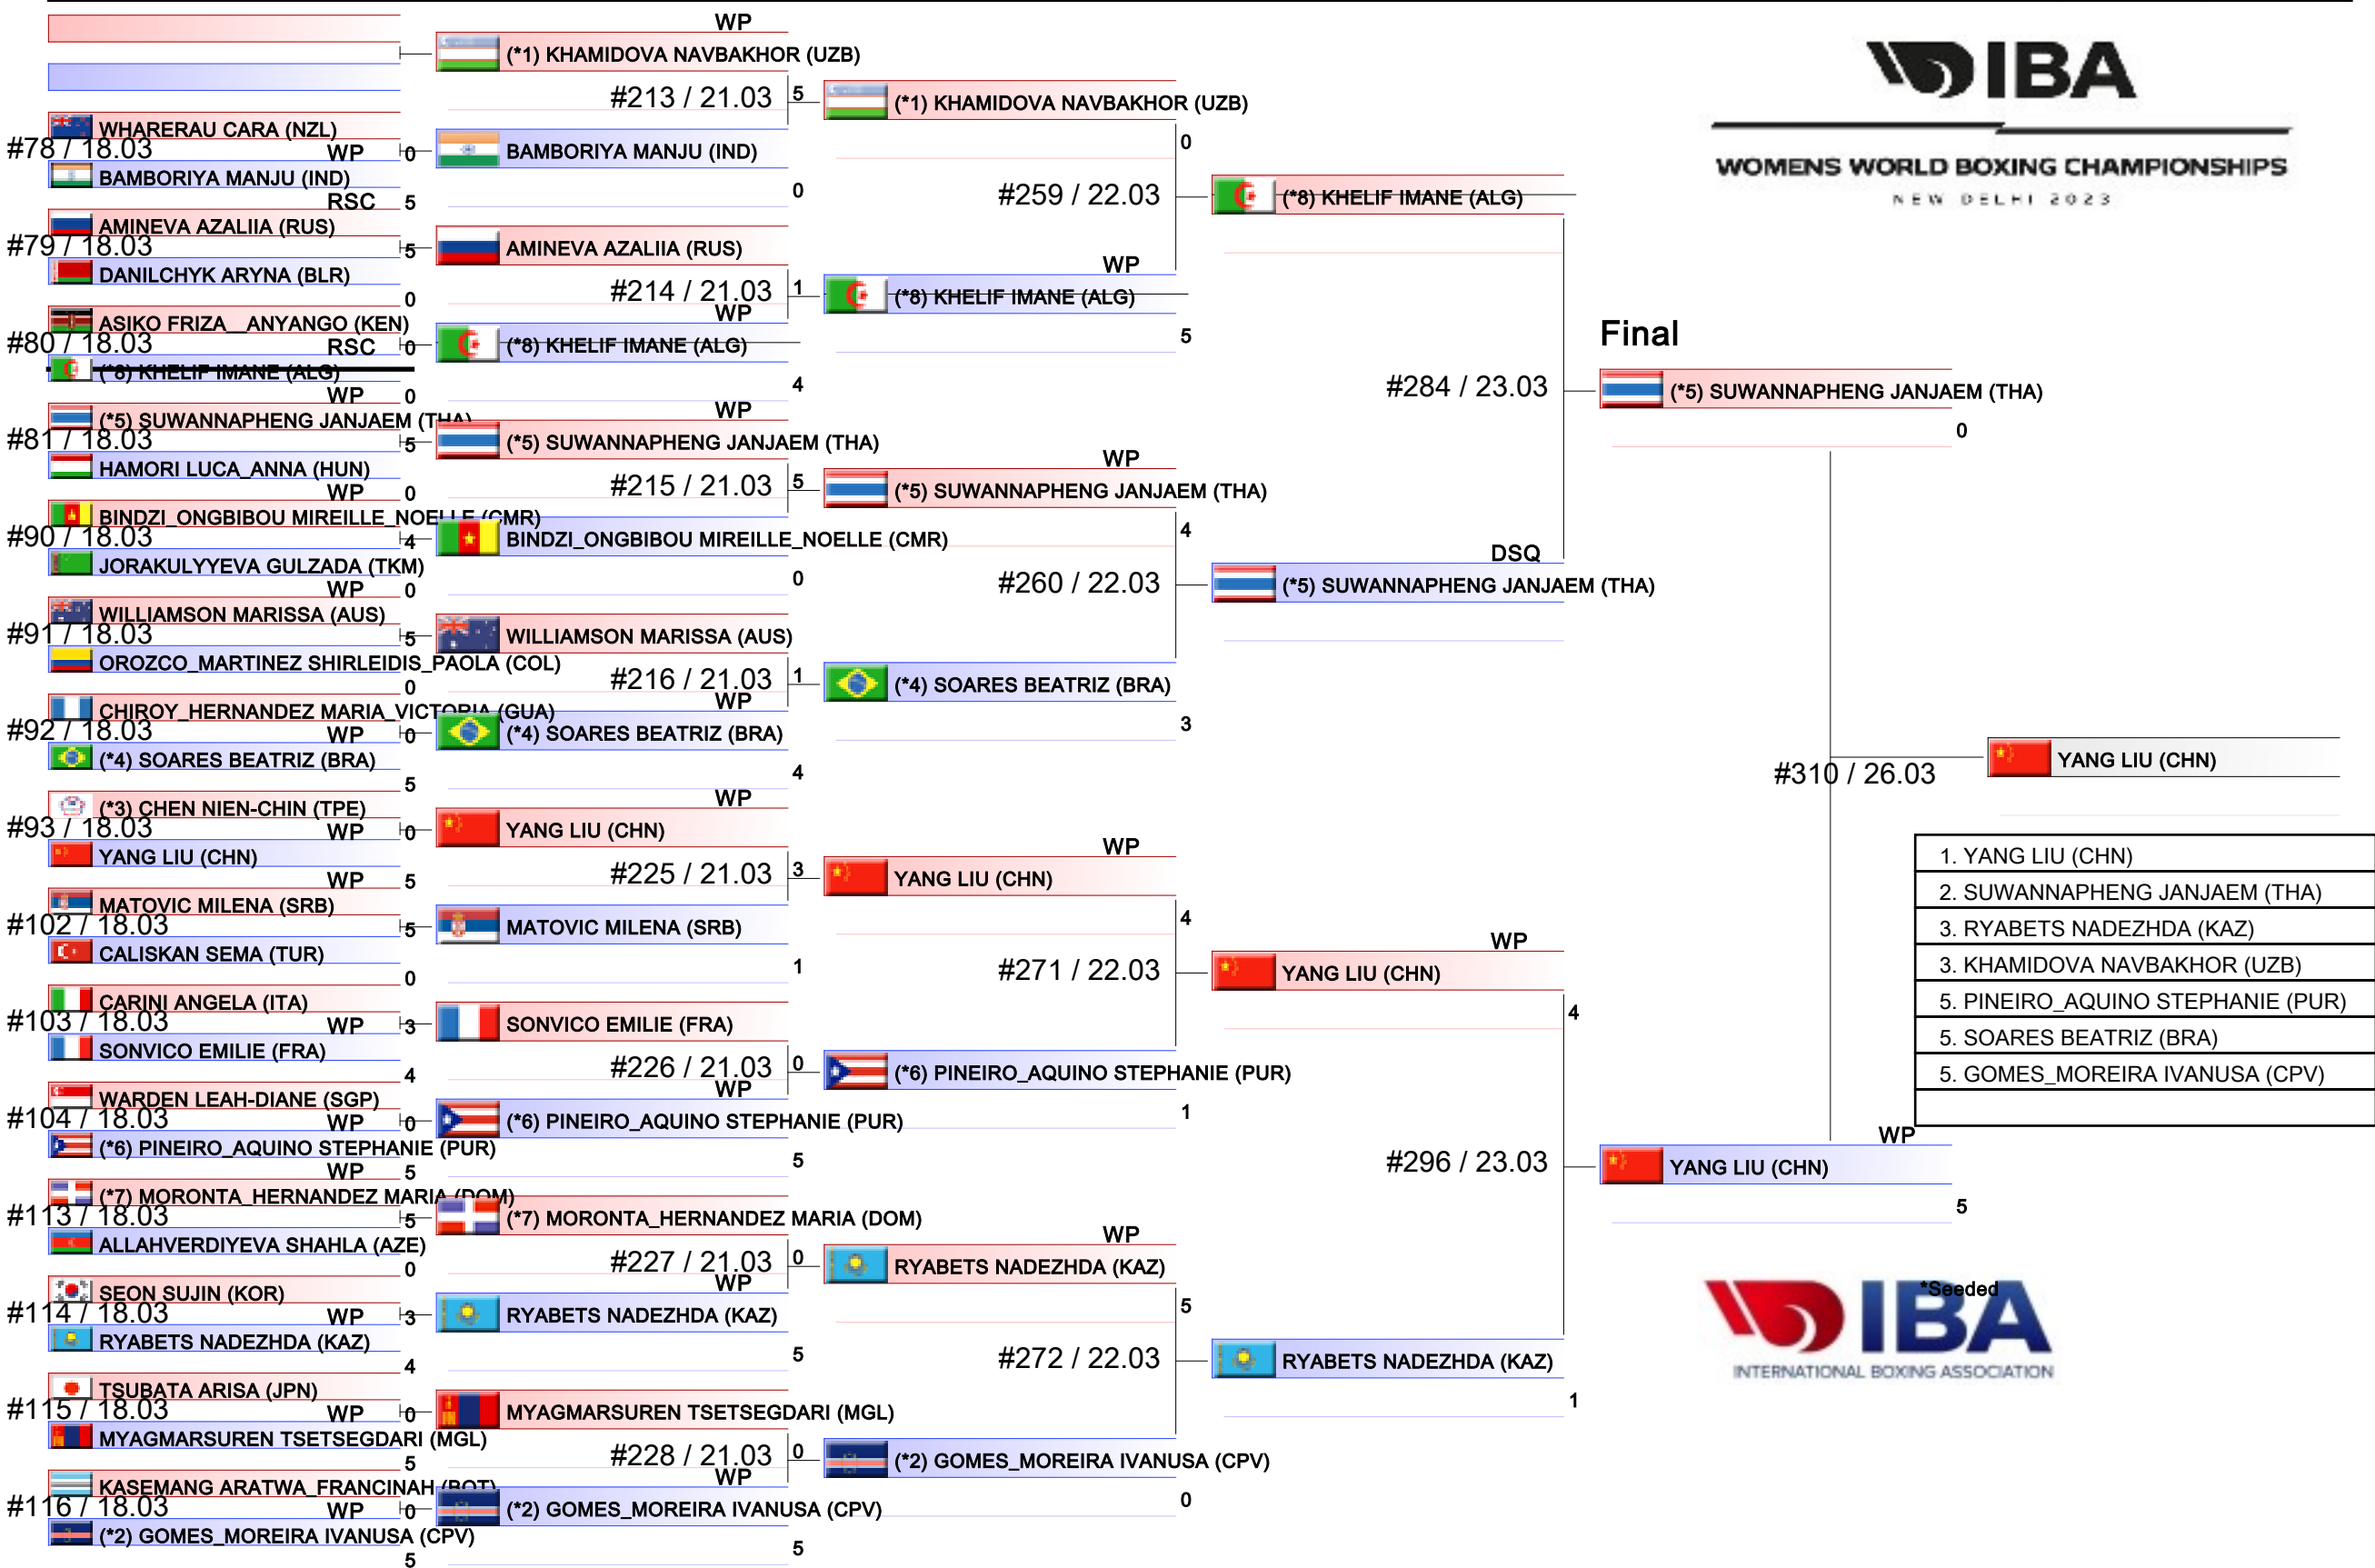 WP
(*1) KHAMIDOVA NAVBAKHOR (UZB)
#213 / 21.03
5
BAMBORIYA MANJU (IND)
0
WHARERAU CARA (NZL)
#78 / 18.03
WP
0
BAMBORIYA MANJU (IND)
5
RSC
AMINEVA AZALIIA (RUS)
#79 / 18.03
5
DANILCHYK ARYNA (BLR)
0
ASIKO FRIZA__ANYANGO (KEN)
#80 / 18.03
RSC
0
(*8) KHELIF IMANE (ALG)
0
WP
(*5) SUWANNAPHENG JANJAEM (THA)
#81 / 18.03
5
HAMORI LUCA_ANNA (HUN)
0
WP
BINDZI_ONGBIBOU MIREILLE_NOELLE (CMR)
#90 / 18.03
4
JORAKULYYEVA GULZADA (TKM)
0
WP
WILLIAMSON MARISSA (AUS)
#91 / 18.03
5
OROZCO_MARTINEZ SHIRLEIDIS_PAOLA (COL)
0
CHIROY_HERNANDEZ MARIA_VICTORIA (GUA)
#92 / 18.03
WP
0
(*4) SOARES BEATRIZ (BRA)
5
(*3) CHEN NIEN-CHIN (TPE)
#93 / 18.03
WP
0
YANG LIU (CHN)
5
WP
MATOVIC MILENA (SRB)
#102 / 18.03
5
CALISKAN SEMA (TUR)
0
CARINI ANGELA (ITA)
#103 / 18.03
WP
3
SONVICO EMILIE (FRA)
4
WARDEN LEAH-DIANE (SGP)
#104 / 18.03
WP
0
(*6) PINEIRO_AQUINO STEPHANIE (PUR)
5
WP
(*7) MORONTA_HERNANDEZ MARIA (DOM)
#113 / 18.03
5
ALLAHVERDIYEVA SHAHLA (AZE)
0
SEON SUJIN (KOR)
#114 / 18.03
WP
3
RYABETS NADEZHDA (KAZ)
4
TSUBATA ARISA (JPN)
#115 / 18.03
WP
0
MYAGMARSUREN TSETSEGDARI (MGL)
5
KASEMANG ARATWA_FRANCINAH (BOT)
#116 / 18.03
WP
0
(*2) GOMES_MOREIRA IVANUSA (CPV)
5
AMINEVA AZALIIA (RUS)
#214 / 21.03
1
WP
(*8) KHELIF IMANE (ALG)
4
WP
(*5) SUWANNAPHENG JANJAEM (THA)
#215 / 21.03
5
BINDZI_ONGBIBOU MIREILLE_NOELLE (CMR)
0
WILLIAMSON MARISSA (AUS)
#216 / 21.03
1
WP
(*4) SOARES BEATRIZ (BRA)
4
WP
YANG LIU (CHN)
#225 / 21.03
3
MATOVIC MILENA (SRB)
1
SONVICO EMILIE (FRA)
#226 / 21.03
0
WP
(*6) PINEIRO_AQUINO STEPHANIE (PUR)
5
(*7) MORONTA_HERNANDEZ MARIA (DOM)
#227 / 21.03
0
WP
RYABETS NADEZHDA (KAZ)
5
MYAGMARSUREN TSETSEGDARI (MGL)
#228 / 21.03
0
WP
(*2) GOMES_MOREIRA IVANUSA (CPV)
5
(*1) KHAMIDOVA NAVBAKHOR (UZB)
0
#259 / 22.03
WP
(*8) KHELIF IMANE (ALG)
5
WP
(*5) SUWANNAPHENG JANJAEM (THA)
4
#260 / 22.03
(*4) SOARES BEATRIZ (BRA)
3
WP
YANG LIU (CHN)
4
#271 / 22.03
(*6) PINEIRO_AQUINO STEPHANIE (PUR)
1
WP
RYABETS NADEZHDA (KAZ)
5
#272 / 22.03
(*2) GOMES_MOREIRA IVANUSA (CPV)
0
(*8) KHELIF IMANE (ALG)
#284 / 23.03
DSQ
(*5) SUWANNAPHENG JANJAEM (THA)
WP
YANG LIU (CHN)
4
#296 / 23.03
RYABETS NADEZHDA (KAZ)
1
Final
(*5) SUWANNAPHENG JANJAEM (THA)
0
#310 / 26.03
WP
YANG LIU (CHN)
5
YANG LIU (CHN)
IBA
WOMENS WORLD BOXING CHAMPIONSHIPS
NEW DELHI 2023
1. YANG LIU (CHN)
2. SUWANNAPHENG JANJAEM (THA)
3. RYABETS NADEZHDA (KAZ)
3. KHAMIDOVA NAVBAKHOR (UZB)
5. PINEIRO_AQUINO STEPHANIE (PUR)
5. SOARES BEATRIZ (BRA)
5. GOMES_MOREIRA IVANUSA (CPV)
*Seeded
IBA
INTERNATIONAL BOXING ASSOCIATION